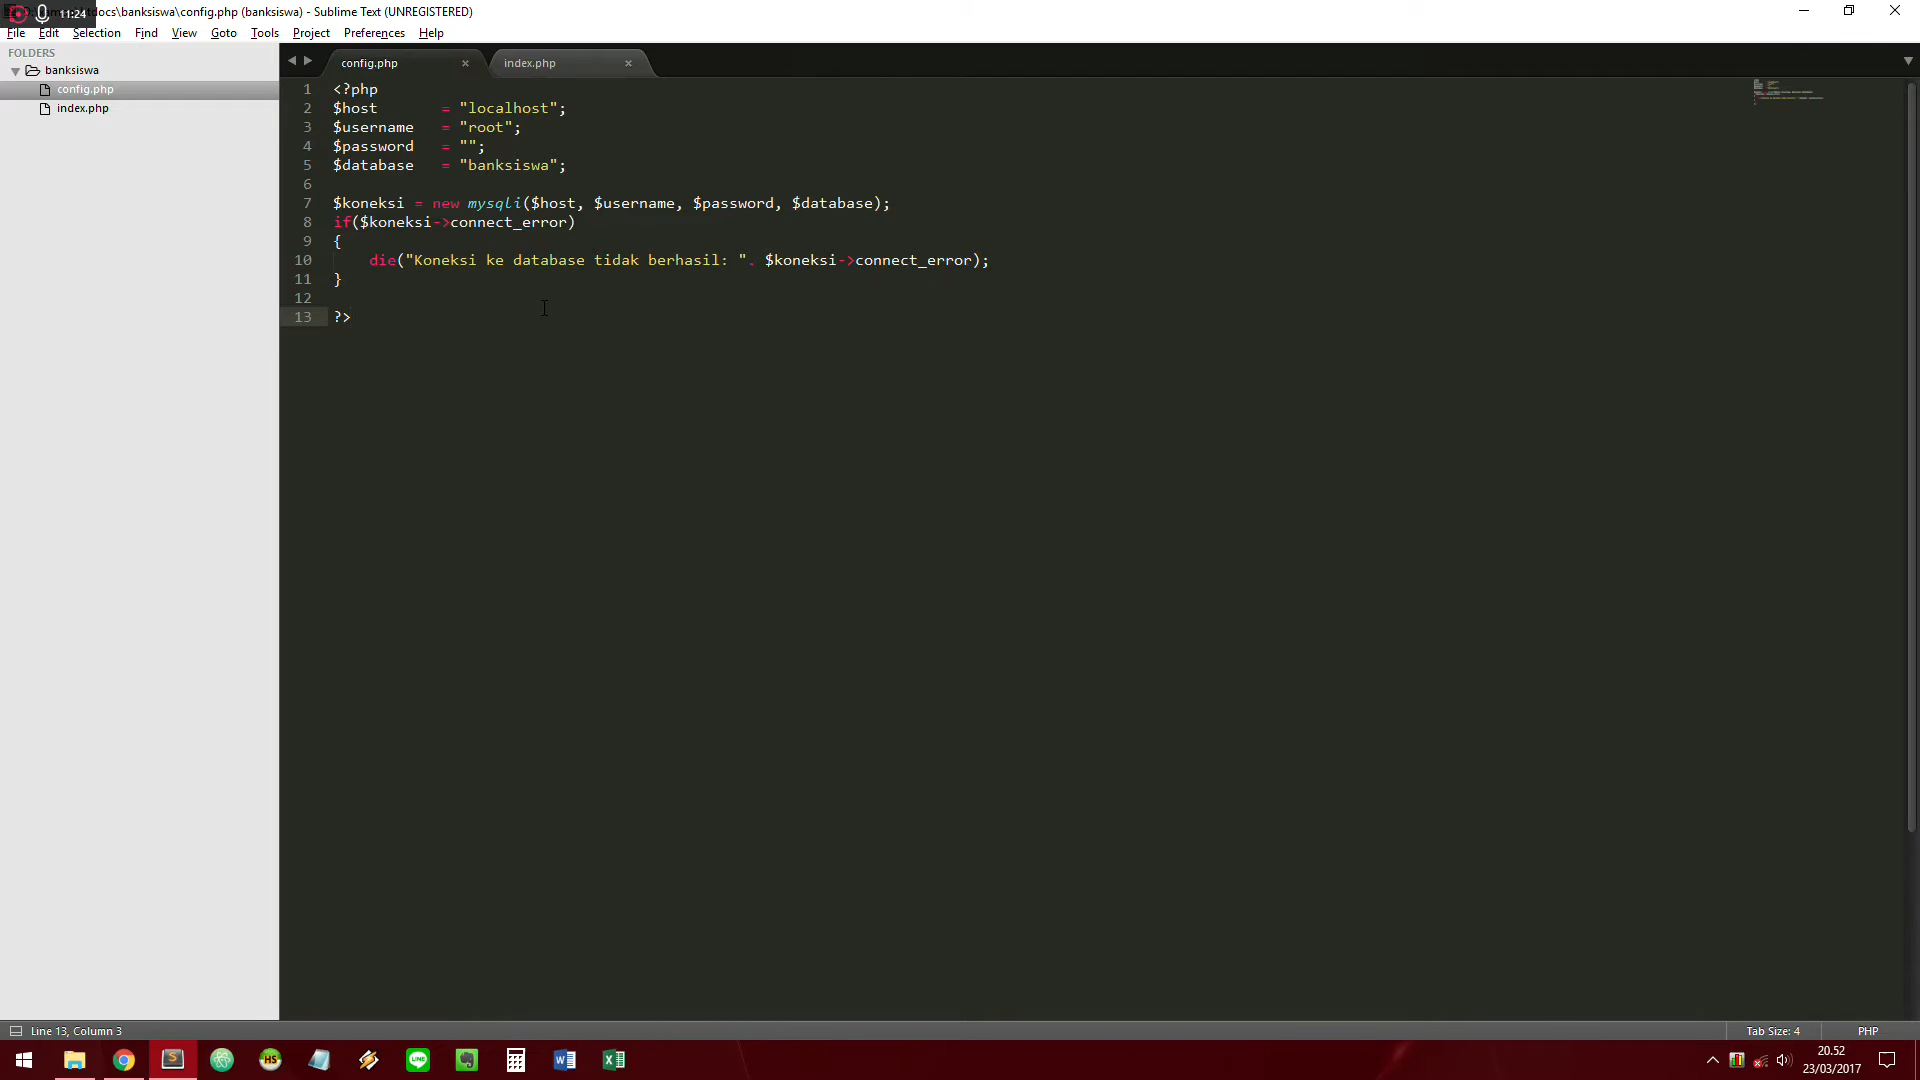 11:24
tdocs\banksiswa\config.php (banksiswa) - Sublime Text (UNREGISTERED)
File Edit Selection Find View Goto Tools Project Preferences Help
FOLDERS
banksiswa
config.php
index.php
config.php × index.php ×
1 <?php
2 $host       = "localhost";
3 $username   = "root";
4 $password   = "";
5 $database   = "banksiswa";
6
7 $koneksi = new mysqli($host, $username, $password, $database);
8 if($koneksi->connect_error)
9 {
10     die("Koneksi ke database tidak berhasil: ". $koneksi->connect_error);
11 }
12
13 ?>
Line 13, Column 3
Tab Size: 4
PHP
S
HS
LINE
20.52
23/03/2017